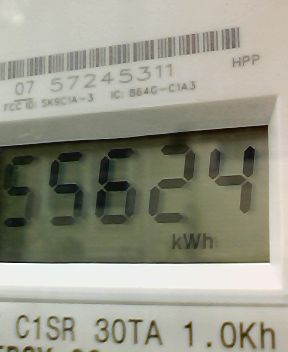 HPP
07 57245311
FCC ID: SK9C1A-3 IC: 864G-C1A3
55624
kWh
C1SR 30TA 1.0Kh